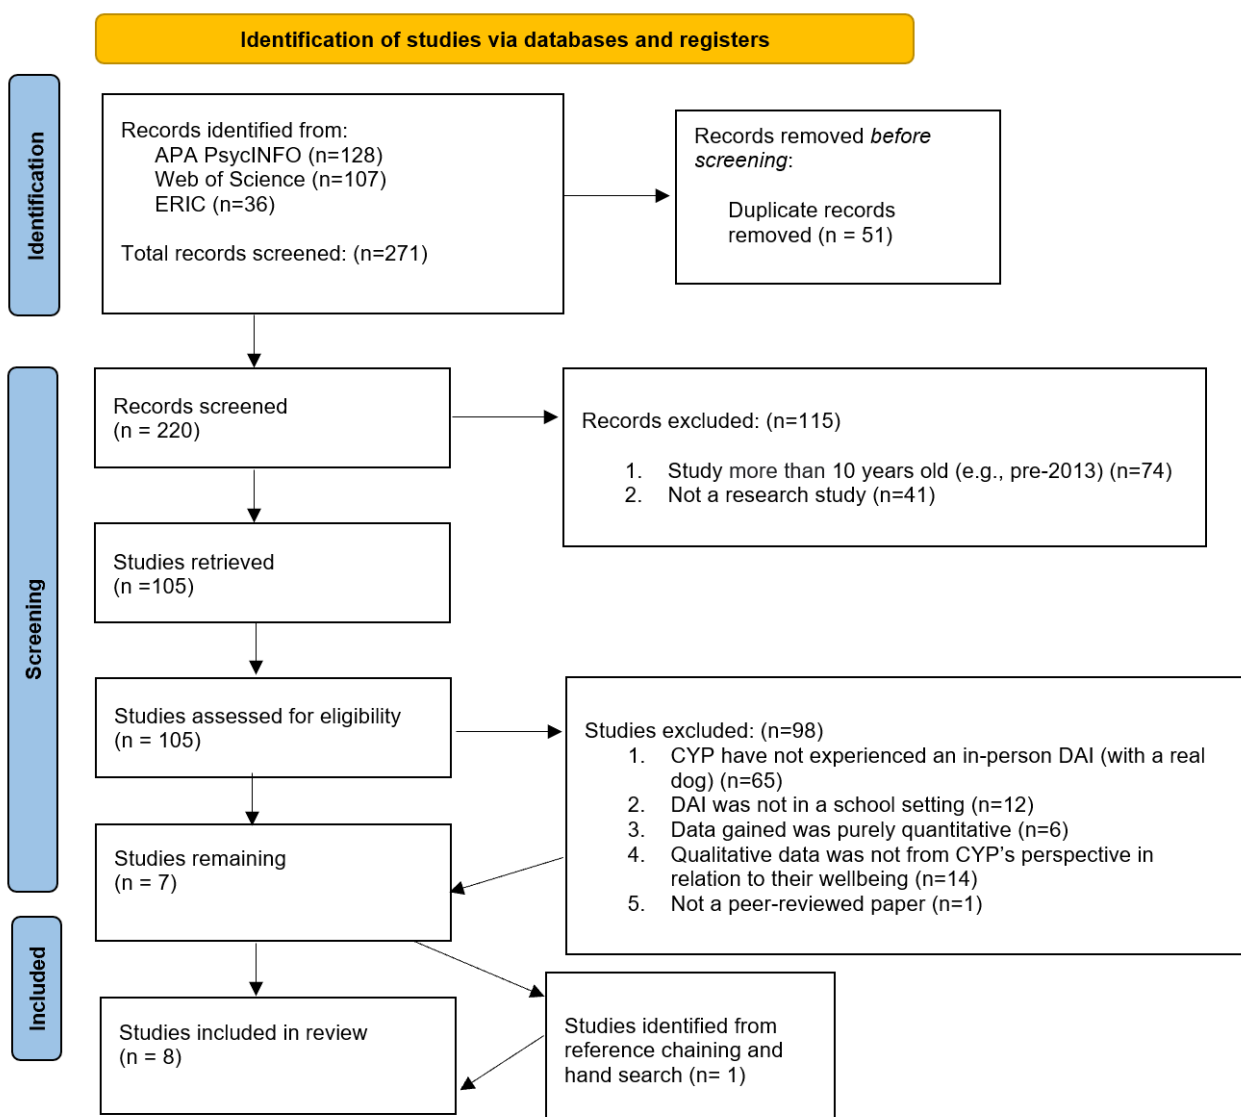 Identification of studies via databases and registers
Identification
Records identified from:
APA PsycINFO (n=128)
Web of Science (n=107)
ERIC (n=36)
Total records screened: (n=271)
Records removed before
screening:
Duplicate records
removed (n = 51)
Screening
Records screened
(n = 220)
Records excluded: (n=115)
1. Study more than 10 years old (e.g., pre-2013) (n=74)
2. Not a research study (n=41)
Studies retrieved
(n =105)
Studies assessed for eligibility
(n = 105)
Studies excluded: (n=98)
1. CYP have not experienced an in-person DAI (with a real
dog) (n=65)
2. DAI was not in a school setting (n=12)
3. Data gained was purely quantitative (n=6)
4. Qualitative data was not from CYP's perspective in
relation to their wellbeing (n=14)
5. Not a peer-reviewed paper (n=1)
Studies remaining
(n = 7)
Included
Studies included in review
(n = 8)
Studies identified from
reference chaining and
hand search (n= 1)